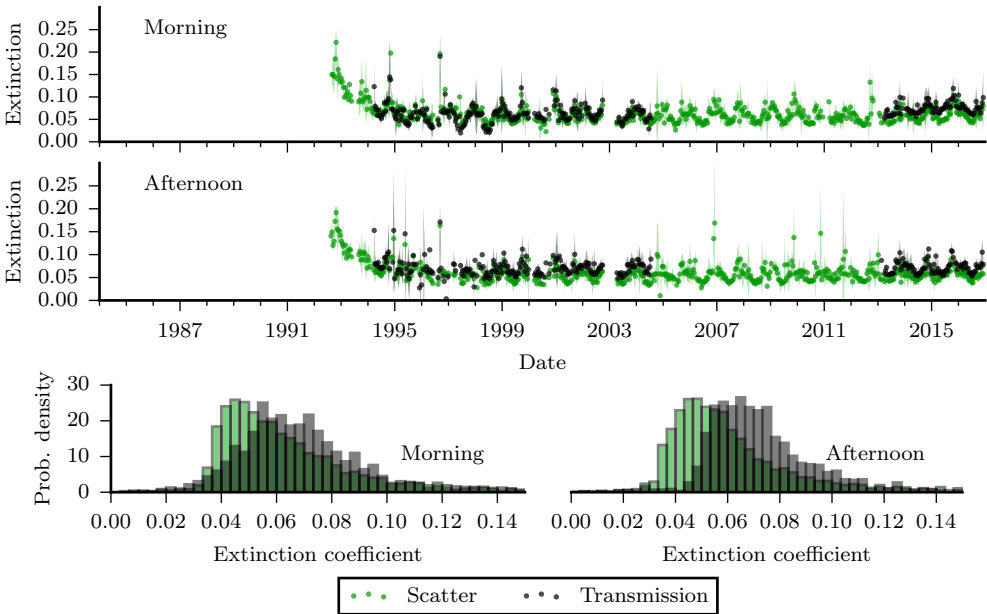 Extinction
0.25
0.20
0.15
0.10
0.05
0.00
Morning
Extinction
0.25
0.20
0.15
0.10
0.05
0.00
Afternoon
1987 1991 1995 1999 2003 2007 2011 2015
Date
Prob. density
30
20
10
0
Morning
0.00 0.02 0.04 0.06 0.08 0.10 0.12 0.14
Extinction coefficient
Afternoon
0.00 0.02 0.04 0.06 0.08 0.10 0.12 0.14
Extinction coefficient
Scatter Transmission